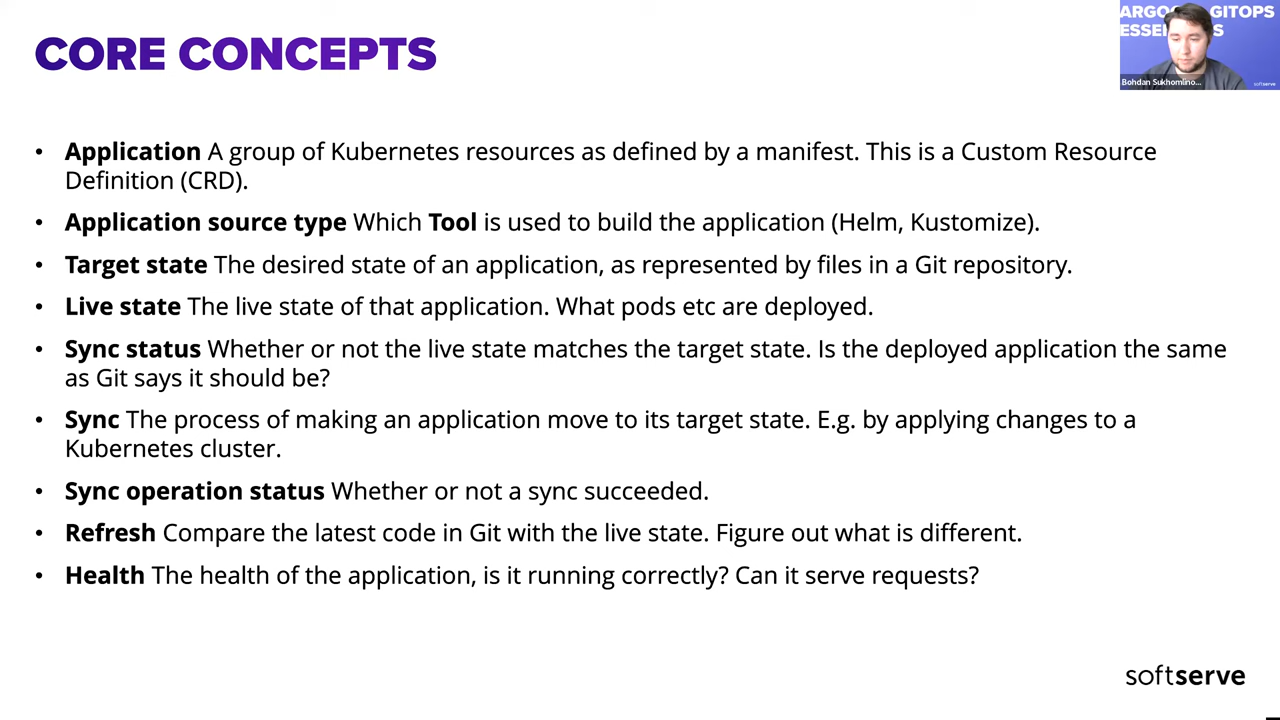 CORE CONCEPTS
ARGOC GITOPS
ESSEN S
Bohdan Sukhomlino...
softserve
• Application A group of Kubernetes resources as defined by a manifest. This is a Custom Resource
Definition (CRD).
• Application source type Which Tool is used to build the application (Helm, Kustomize).
• Target state The desired state of an application, as represented by files in a Git repository.
• Live state The live state of that application. What pods etc are deployed.
• Sync status Whether or not the live state matches the target state. Is the deployed application the same
as Git says it should be?
• Sync The process of making an application move to its target state. E.g. by applying changes to a
Kubernetes cluster.
• Sync operation status Whether or not a sync succeeded.
• Refresh Compare the latest code in Git with the live state. Figure out what is different.
• Health The health of the application, is it running correctly? Can it serve requests?
softserve